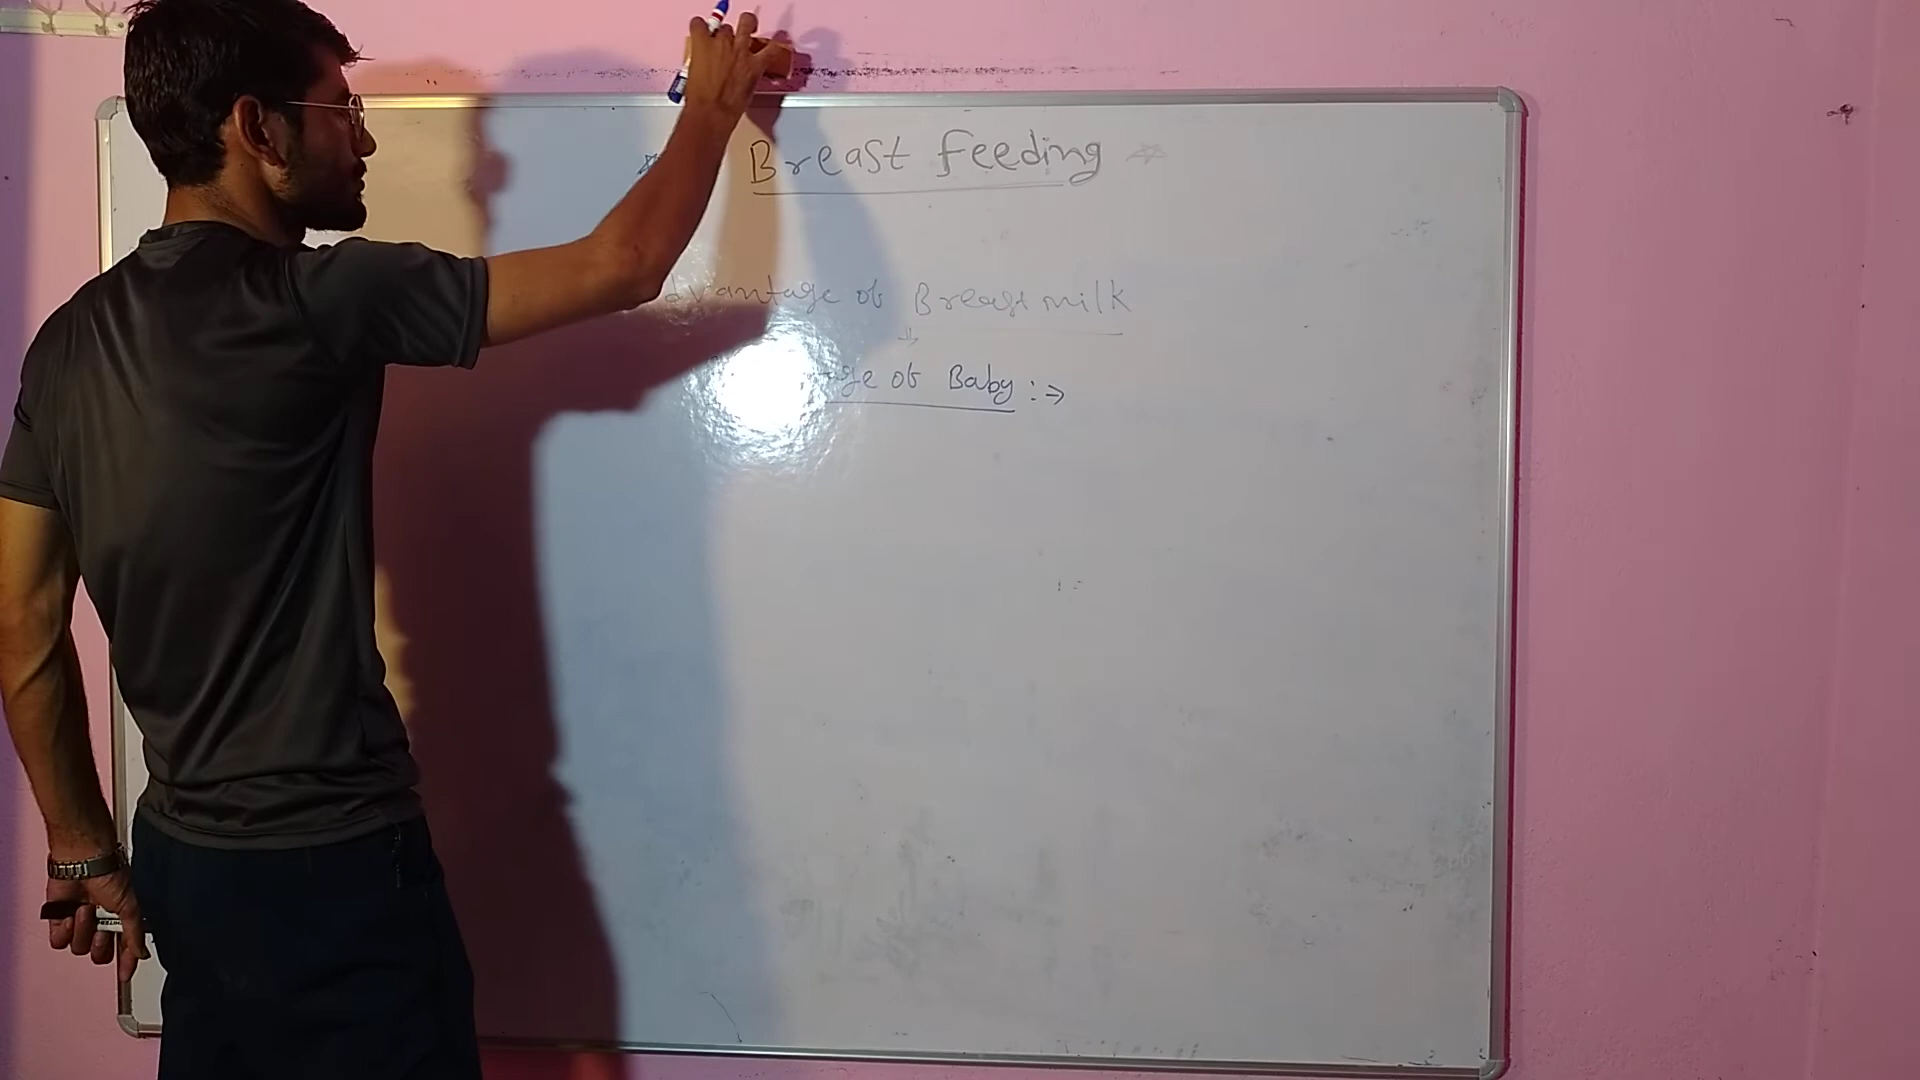 Breast feeding
dvantage of Breast milk
ge of Baby :→